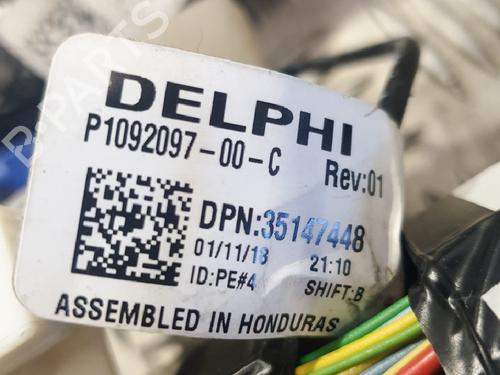 DELPHI
P1092097-00-C Rev:01
DPN:35147448
01/11/18 21:10
ID:PE#4 SHIFT:B
ASSEMBLED IN HONDURAS
B-PARTS